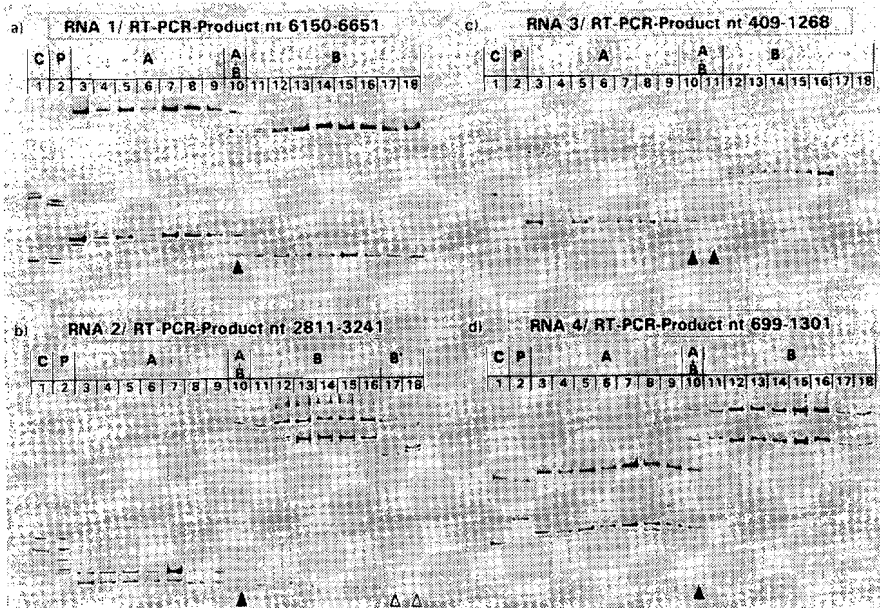 a) RNA 1/ RT-PCR-Product nt 6150-6651
C P A A B B
1 2 3 4 5 6 7 8 9 10 11 12 13 14 15 16 17 18
b) RNA 2/ RT-PCR-Product nt 2811-3241
C P A A B B B'
1 2 3 4 5 6 7 8 9 10 11 12 13 14 15 16 17 18
c) RNA 3/ RT-PCR-Product nt 409-1268
C P A A B B
1 2 3 4 5 6 7 8 9 10 11 12 13 14 15 16 17 18
d) RNA 4/ RT-PCR-Product nt 699-1301
C P A A B B
1 2 3 4 5 6 7 8 9 10 11 12 13 14 15 16 17 18